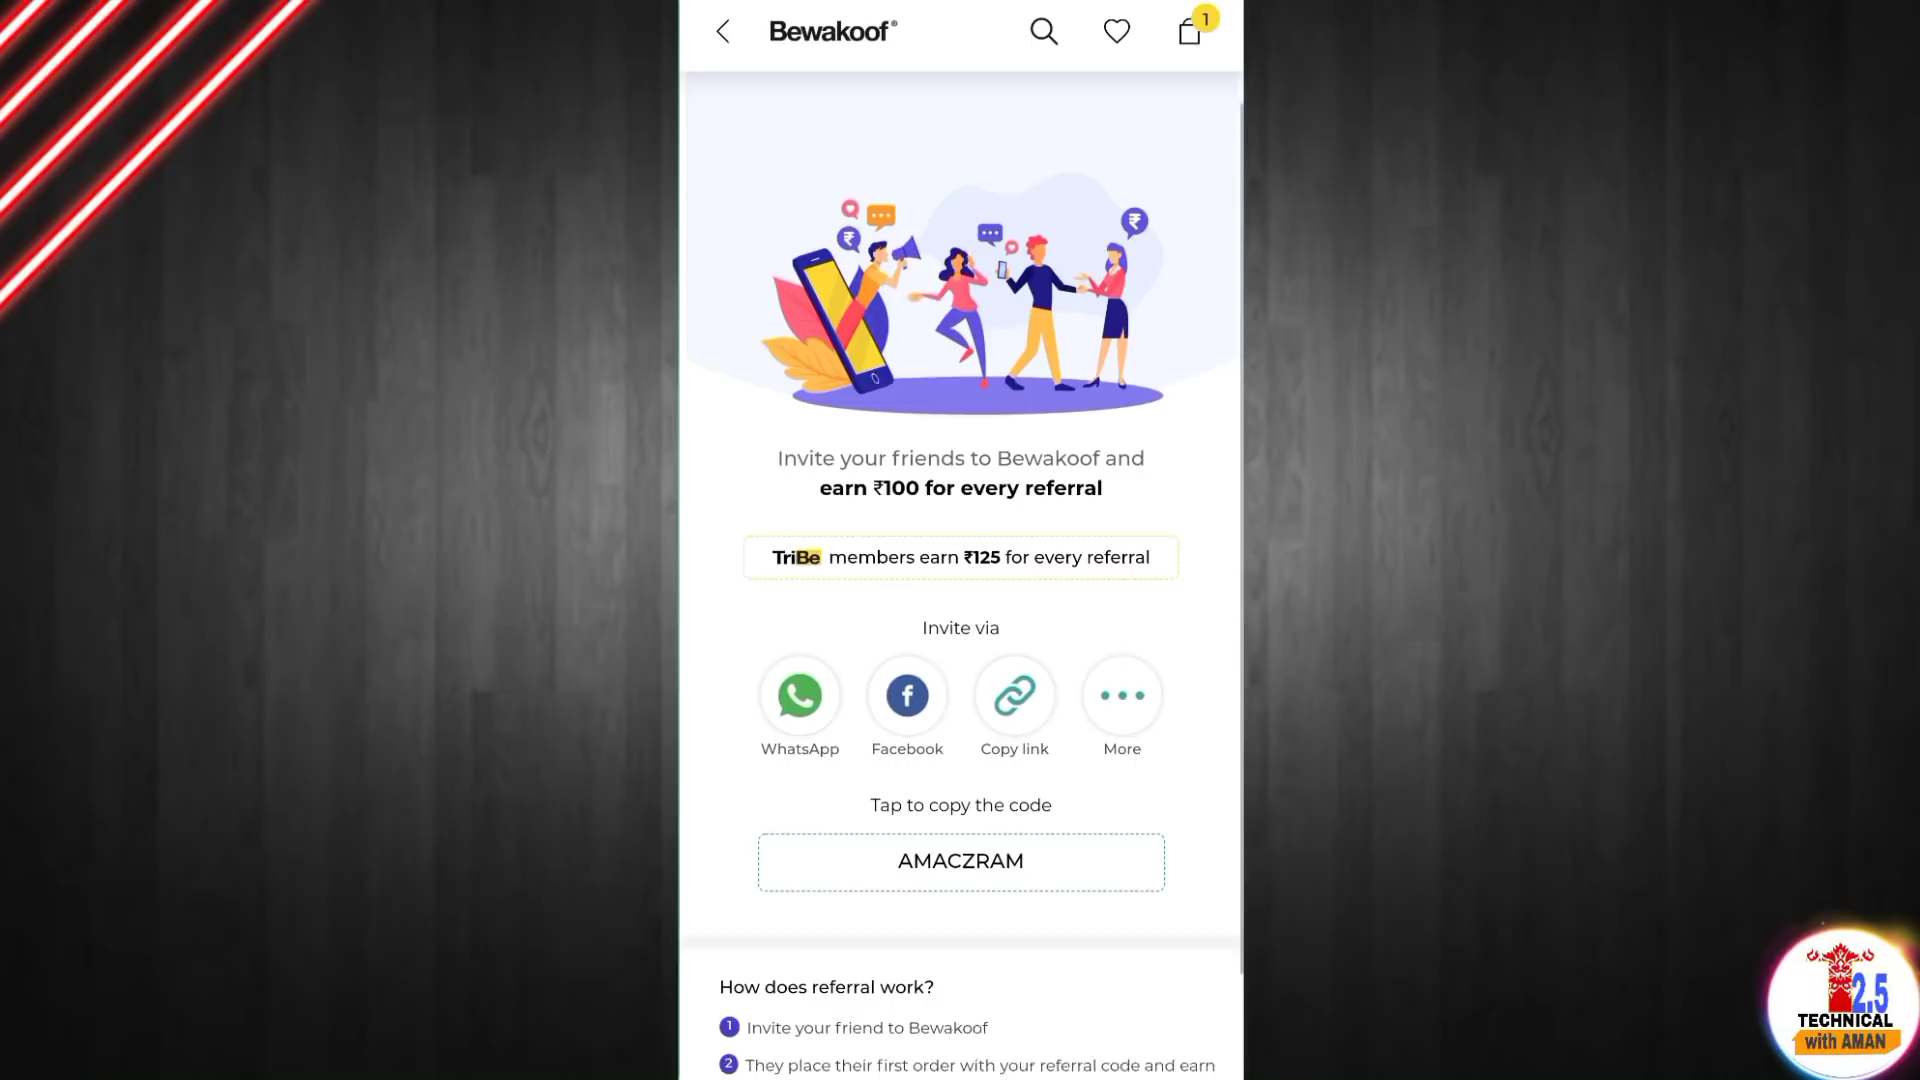 Bewakoof®
1
Invite your friends to Bewakoof and
earn ₹100 for every referral
TriBe members earn ₹125 for every referral
Invite via
WhatsApp Facebook Copy link More
Tap to copy the code
AMACZRAM
How does referral work?
1 Invite your friend to Bewakoof
2 They place their first order with your referral code and earn
2.5
TECHNICAL
with AMAN